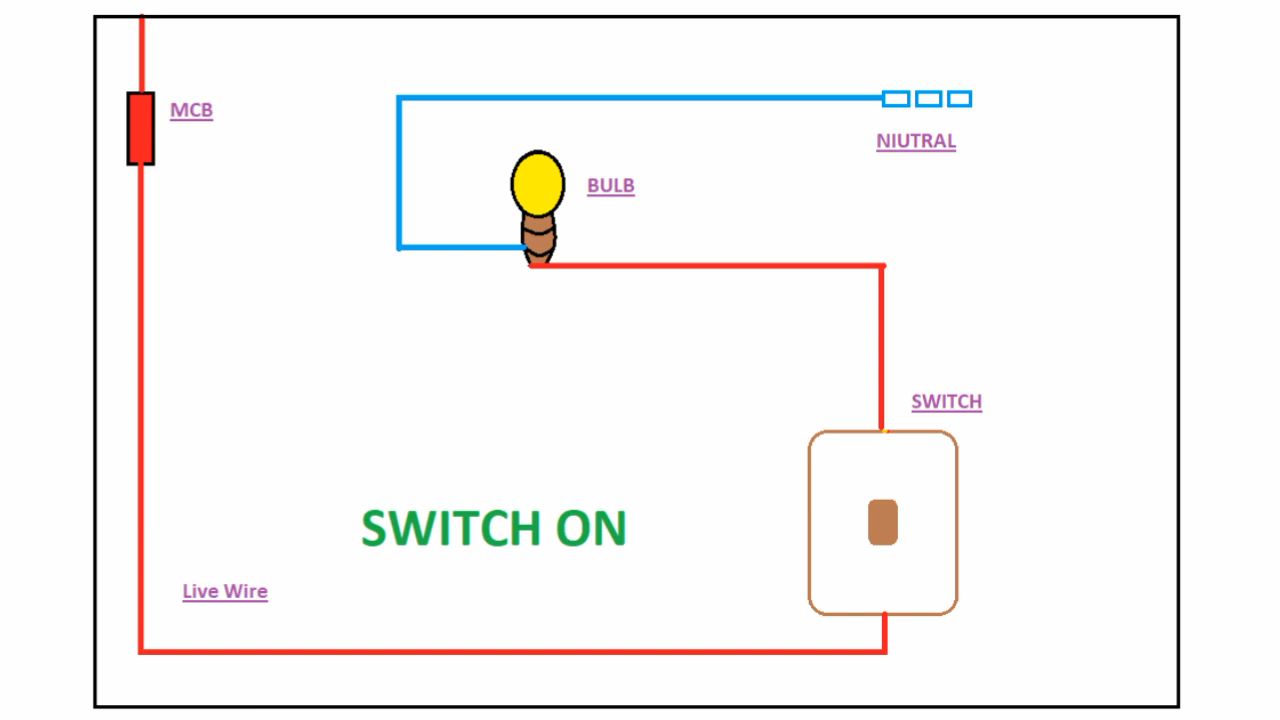 MCB
NIUTRAL
BULB
SWITCH
SWITCH ON
Live Wire